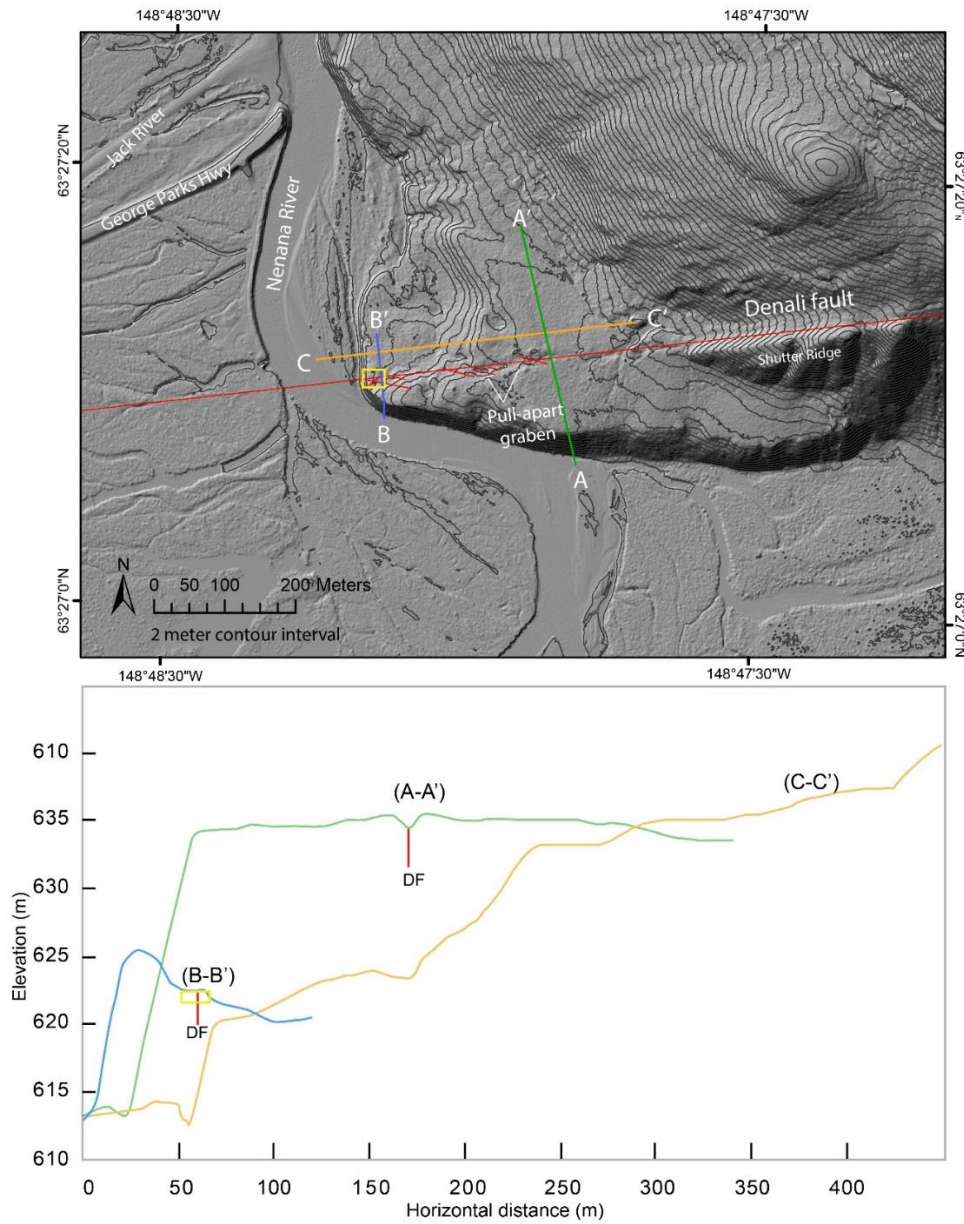 148°48'30"W
148°47'30"W
63°27'20"N
63°27'20"N
Jack River
George Parks Hwy
Nenana River
A'
B'
C
C'
Denali fault
Shutter Ridge
Pull-apart
graben
B
A
N
0 50 100 200 Meters
2 meter contour interval
63°27'0"N
63°27'0"N
148°48'30"W
148°47'30"W
610
(A-A')
(C-C')
635
DF
630
625
(B-B')
620
DF
615
610
Elevation (m)
0 50 100 150 200 250 300 350 400
Horizontal distance (m)